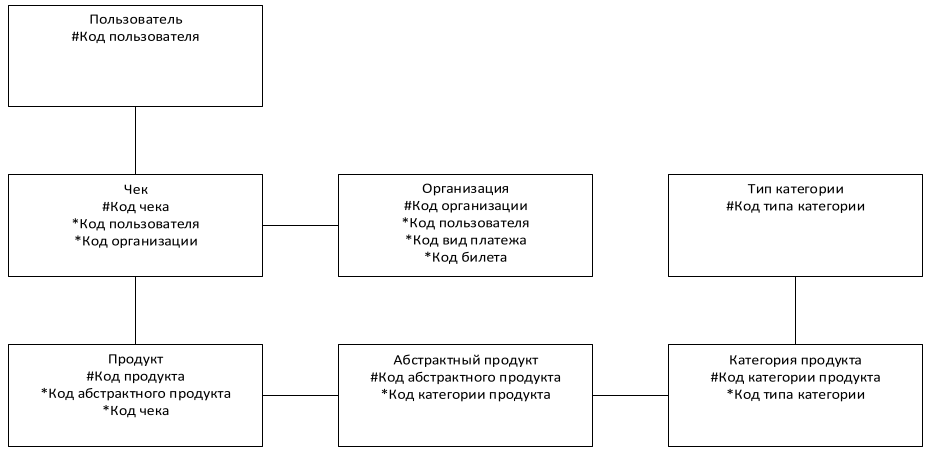 Пользователь
#Код пользователя
Чек
#Код чека
*Код пользователя
*Код организации
Организация
#Код организации
*Код пользователя
*Код вид платежа
*Код билета
Тип категории
#Код типа категории
Продукт
#Код продукта
*Код абстрактного продукта
*Код чека
Абстрактный продукт
#Код абстрактного продукта
*Код категории продукта
Категория продукта
#Код категории продукта
*Код типа категории